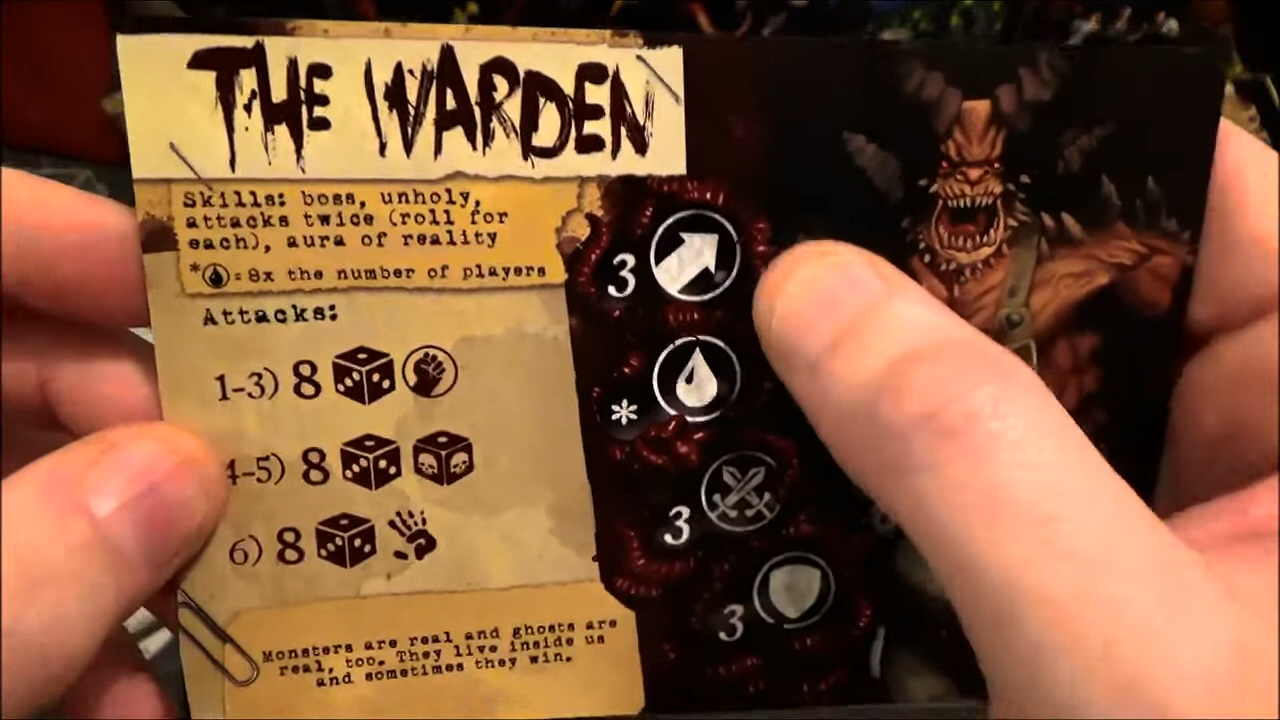 THE WARDEN
Skills: boss, unholy,
attacks twice (roll for
each), aura of reality
*= 8x the number of players
Attacks:
1-3) 8
4-5) 8
6) 8
3
*
3
3
Monsters are real and ghosts are
real, too. They live inside us
and sometimes they win.